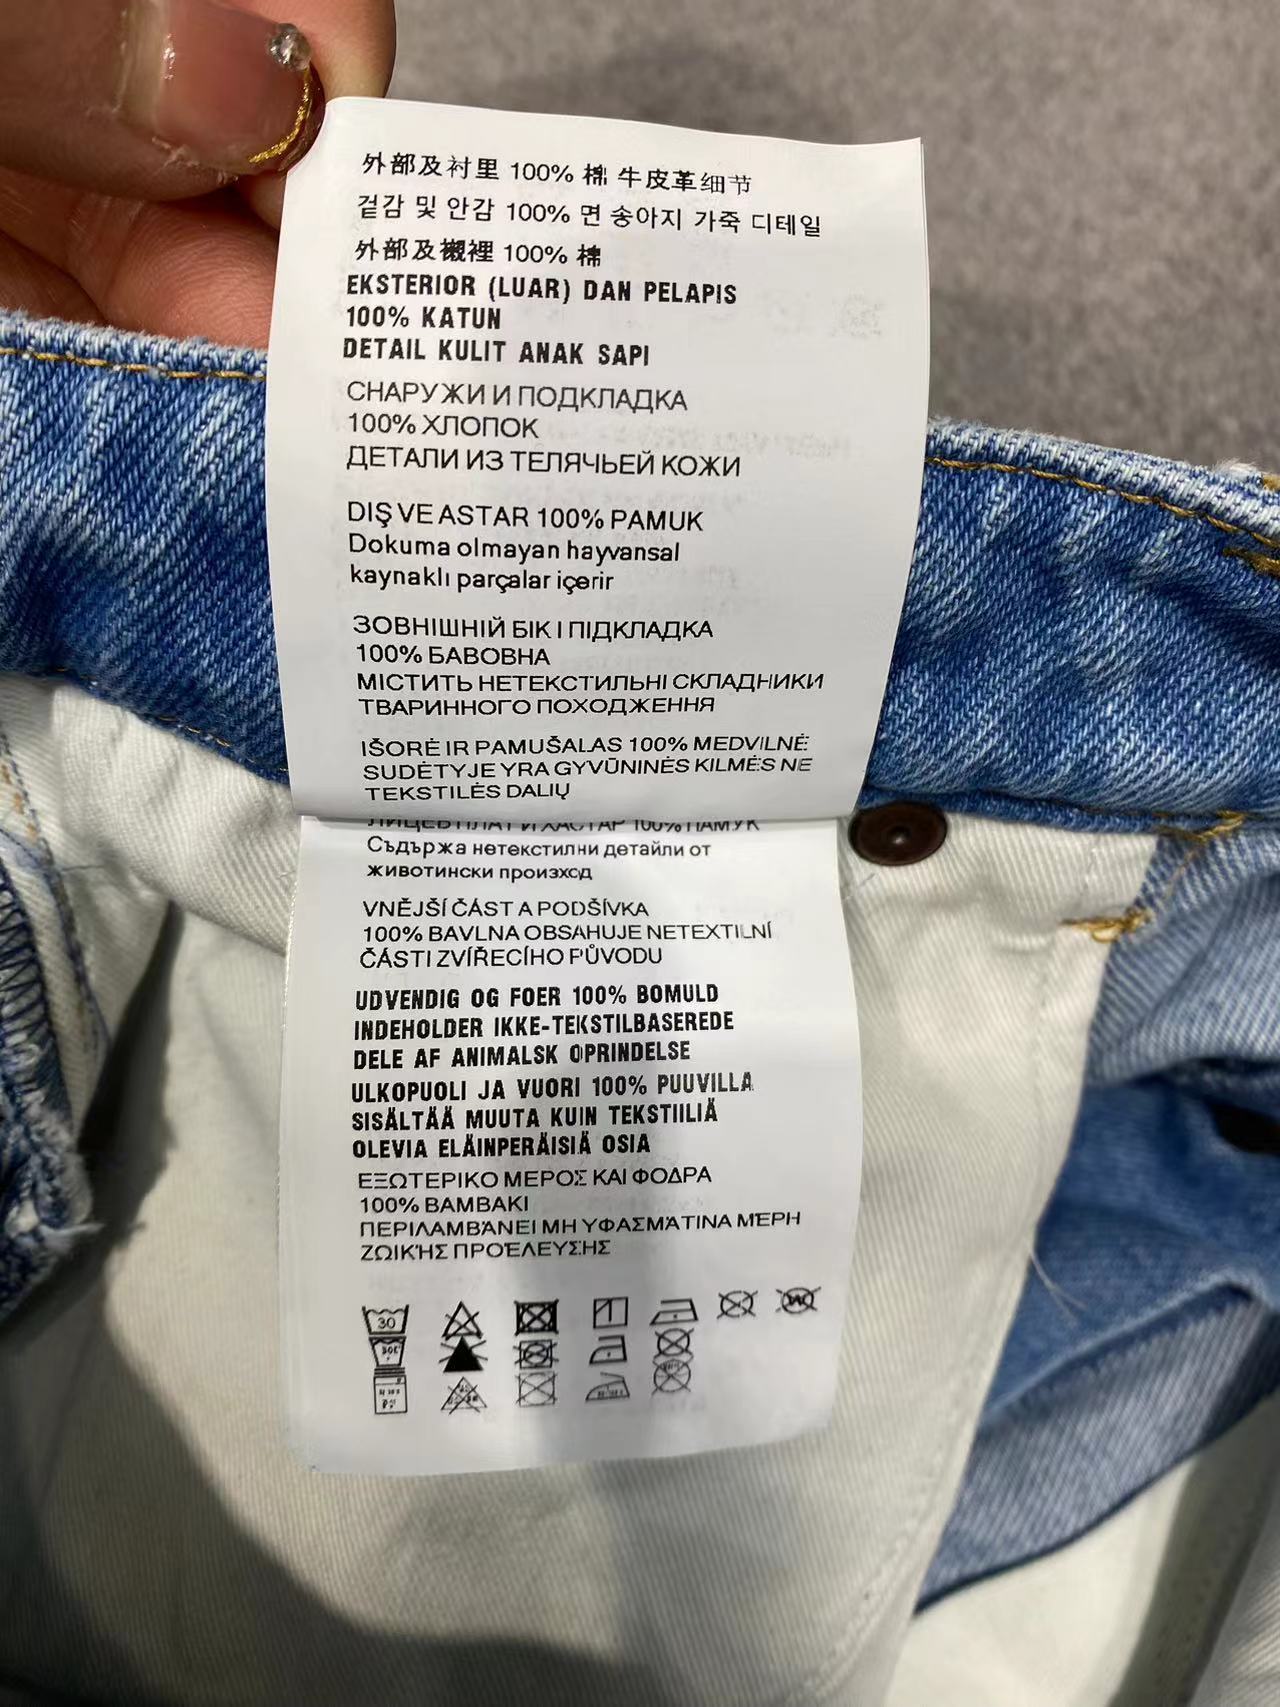 外部及衬里 100% 棉 牛皮革细节
겉감 및 안감 100% 면 송아지 가죽 디테일
外部及襯裡 100% 棉
EKSTERIOR (LUAR) DAN PELAPIS
100% KATUN
DETAIL KULIT ANAK SAPI
СНАРУЖИ И ПОДКЛАДКА
100% ХЛОПОК
ДЕТАЛИ ИЗ ТЕЛЯЧЬЕЙ КОЖИ
DIŞ VE ASTAR 100% PAMUK
Dokuma olmayan hayvansal
kaynaklı parçalar içerir
ЗОВНІШНІЙ БІК І ПІДКЛАДКА
100% БАВОВНА
МІСТИТЬ НЕТЕКСТИЛЬНІ СКЛАДНИКИ
ТВАРИННОГО ПОХОДЖЕННЯ
IŠORĖ IR PAMUŠALAS 100% MEDVILNĖ
SUDĖTYJE YRA GYVŪNINĖS KILMĖS NE
TEKSTILĖS DALIŲ
100% ПАМУК
Съдържа нетекстилни детайли от
животински произход
VNĚJŠÍ ČÁST A PODŠÍVKA
100% BAVLNA OBSAHUJE NETEXTILNÍ
ČÁSTI ZVÍŘECÍHO PŮVODU
UDVENDIG OG FOER 100% BOMULD
INDEHOLDER IKKE-TEKSTILBASEREDE
DELE AF ANIMALSK OPRINDELSE
ULKOPUOLI JA VUORI 100% PUUVILLA
SISÄLTÄÄ MUUTA KUIN TEKSTIILIÄ
OLEVIA ELÄINPERÄISIÄ OSIA
ΕΞΩΤΕΡΙΚΟ ΜΕΡΟΣ ΚΑΙ ΦΟΔΡΑ
100% ΒΑΜΒΑΚΙ
ΠΕΡΙΛΑΜΒΆΝΕΙ ΜΗ ΥΦΑΣΜΆΤΙΝΑ ΜΈΡΗ
ΖΩΙΚΉΣ ΠΡΟΈΛΕΥΣΗΣ
30